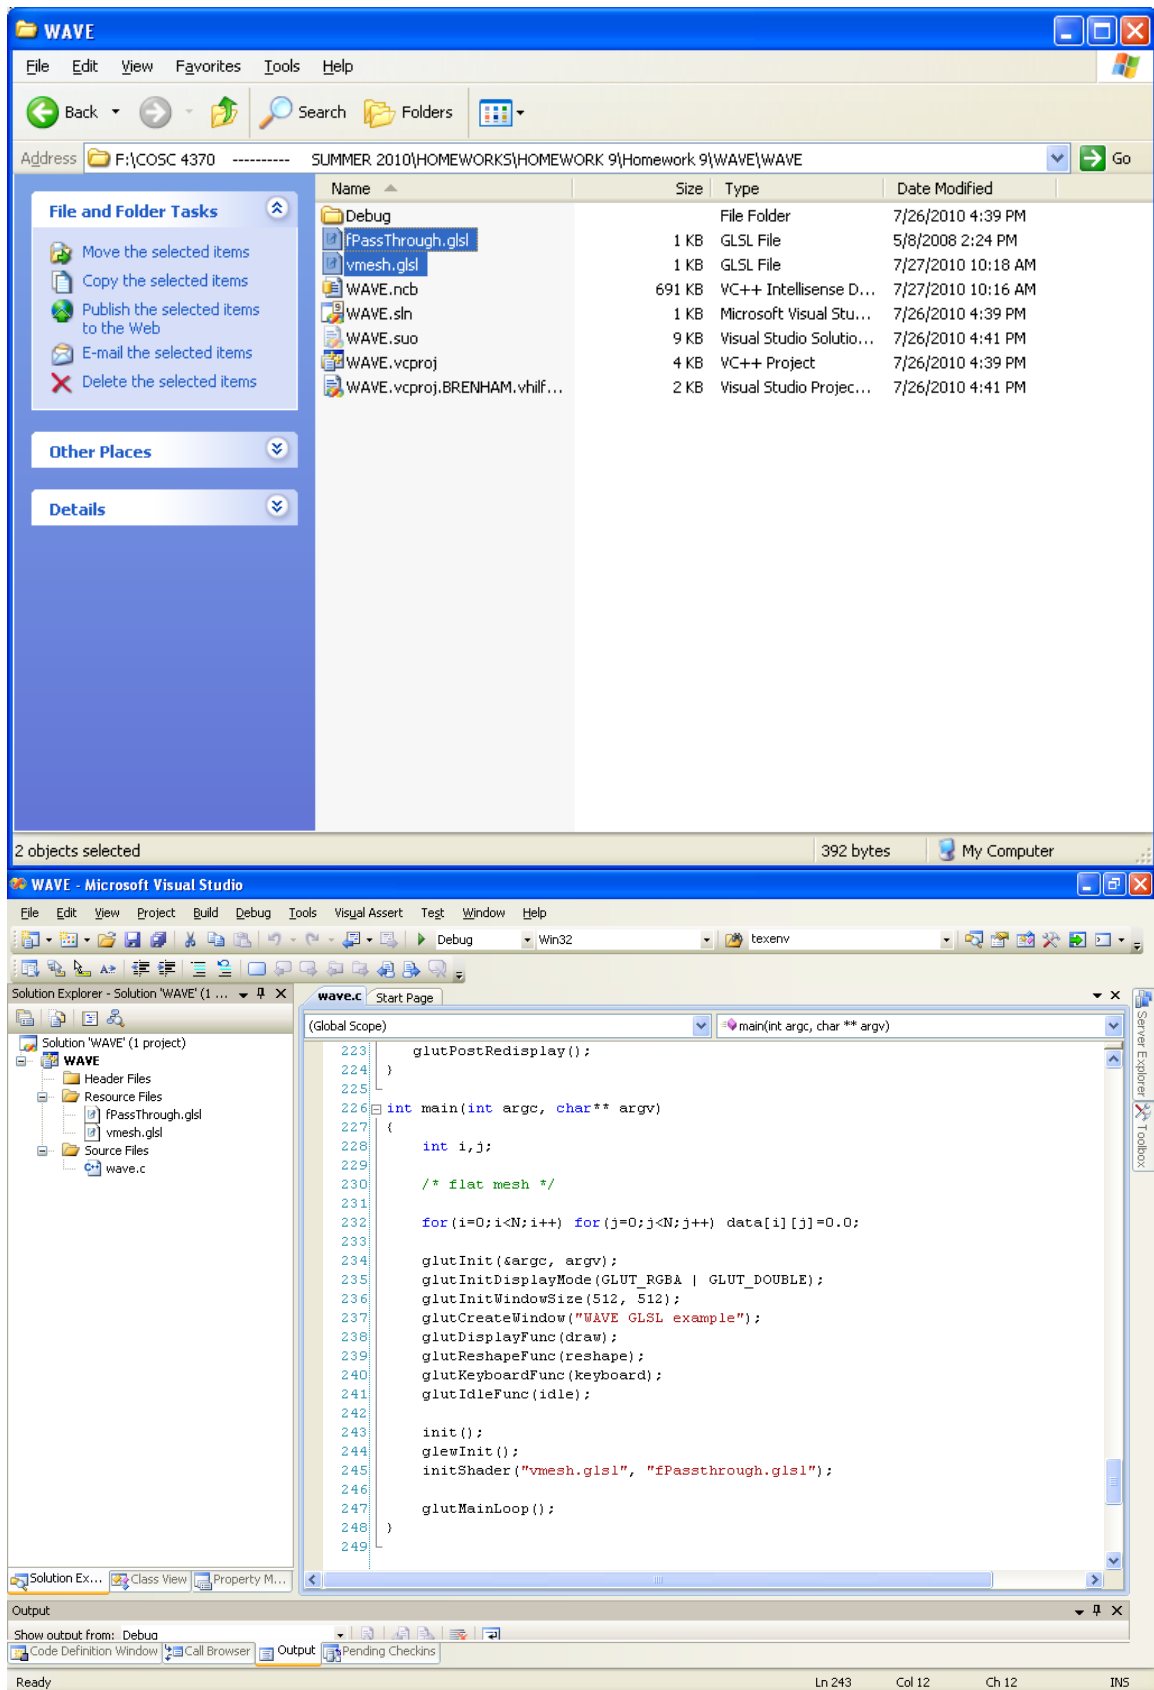 WAVE
File Edit View Favorites Tools Help
Back Search Folders
Address F:\COSC 4370 ---------- SUMMER 2010\HOMEWORKS\HOMEWORK 9\Homework 9\WAVE\WAVE Go
Name Size Type Date Modified
File and Folder Tasks
Move the selected items
Copy the selected items
Publish the selected items
to the Web
E-mail the selected items
Delete the selected items
Other Places
Details
Debug File Folder 7/26/2010 4:39 PM
fPassThrough.glsl 1 KB GLSL File 5/8/2008 2:24 PM
vmesh.glsl 1 KB GLSL File 7/27/2010 10:18 AM
WAVE.ncb 691 KB VC++ Intellisense D... 7/27/2010 10:16 AM
WAVE.sln 1 KB Microsoft Visual Stu... 7/26/2010 4:39 PM
WAVE.suo 9 KB Visual Studio Solutio... 7/26/2010 4:41 PM
WAVE.vcproj 4 KB VC++ Project 7/26/2010 4:39 PM
WAVE.vcproj.BRENHAM.vhilf... 2 KB Visual Studio Projec... 7/26/2010 4:41 PM
2 objects selected 392 bytes My Computer
WAVE - Microsoft Visual Studio
File Edit View Project Build Debug Tools Visual Assert Test Window Help
Debug Win32 texenv
Solution Explorer - Solution 'WAVE' (1 ...
wave.c Start Page
(Global Scope) main(int argc, char ** argv)
Solution 'WAVE' (1 project)
WAVE
Header Files
Resource Files
fPassThrough.glsl
vmesh.glsl
Source Files
wave.c
223 glutPostRedisplay();
224 }
225
226 int main(int argc, char** argv)
227 {
228 int i,j;
229
230 /* flat mesh */
231
232 for(i=0;i<N;i++) for(j=0;j<N;j++) data[i][j]=0.0;
233
234 glutInit(&argc, argv);
235 glutInitDisplayMode(GLUT_RGBA | GLUT_DOUBLE);
236 glutInitWindowSize(512, 512);
237 glutCreateWindow("WAVE GLSL example");
238 glutDisplayFunc(draw);
239 glutReshapeFunc(reshape);
240 glutKeyboardFunc(keyboard);
241 glutIdleFunc(idle);
242
243 init();
244 glewInit();
245 initShader("vmesh.glsl", "fPassthrough.glsl");
246
247 glutMainLoop();
248 }
249
Server Explorer
Toolbox
Solution Ex... Class View Property M...
Output
Show output from: Debug
Code Definition Window Call Browser Output Pending Checkins
Ready Ln 243 Col 12 Ch 12 INS